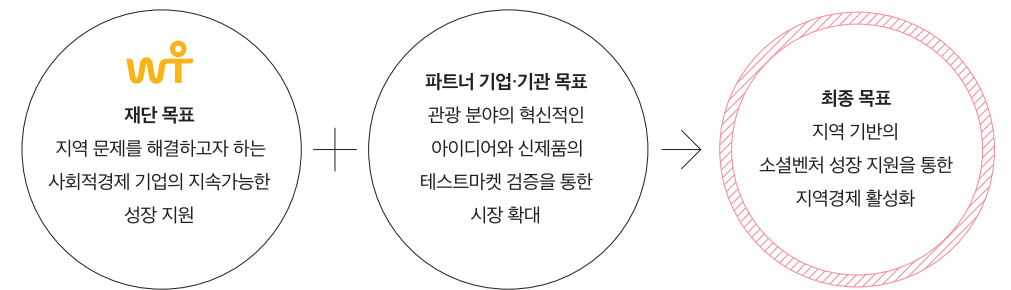 WT
재단 목표
지역 문제를 해결하고자 하는
사회적경제 기업의 지속가능한
성장 지원
파트너 기업·기관 목표
관광 분야의 혁신적인
아이디어와 신제품의
테스트마켓 검증을 통한
시장 확대
최종 목표
지역 기반의
소셜벤처 성장 지원을 통한
지역경제 활성화